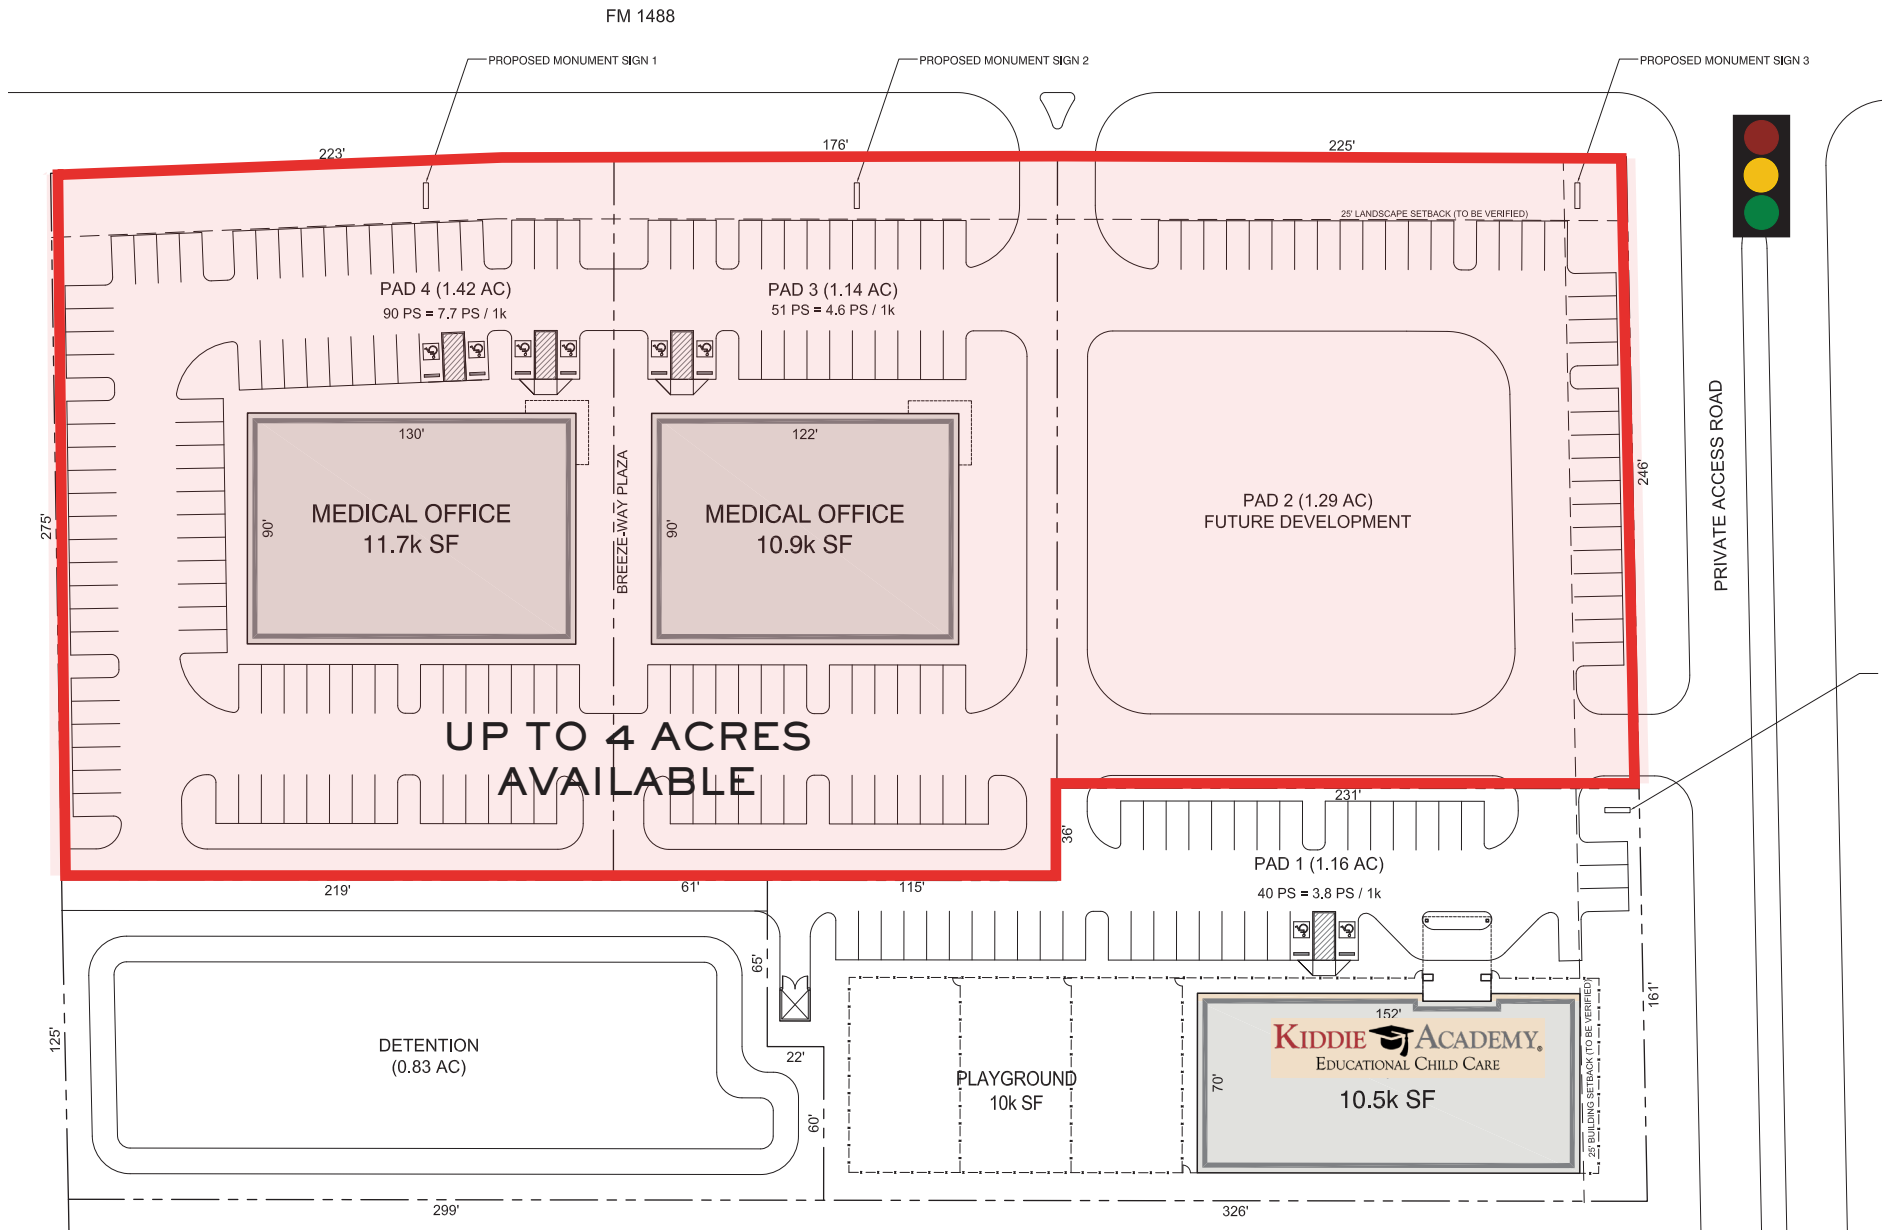 FM 1488
PROPOSED MONUMENT SIGN 1
PROPOSED MONUMENT SIGN 2
PROPOSED MONUMENT SIGN 3
223'
176'
225'
25' LANDSCAPE SETBACK (TO BE VERIFIED)
PAD 4 (1.42 AC)
90 PS = 7.7 PS / 1k
PAD 3 (1.14 AC)
51 PS = 4.6 PS / 1k
130'
90'
MEDICAL OFFICE
11.7k SF
BREEZE-WAY PLAZA
122'
90'
MEDICAL OFFICE
10.9k SF
PAD 2 (1.29 AC)
FUTURE DEVELOPMENT
275'
246'
PRIVATE ACCESS ROAD
UP TO 4 ACRES
AVAILABLE
231'
36'
219'
61'
115'
PAD 1 (1.16 AC)
40 PS = 3.8 PS / 1k
65'
125'
DETENTION
(0.83 AC)
22'
60'
PLAYGROUND
10k SF
152'
KIDDIE ACADEMY®
EDUCATIONAL CHILD CARE
70'
10.5k SF
25' BUILDING SETBACK (TO BE VERIFIED)
161'
299'
326'